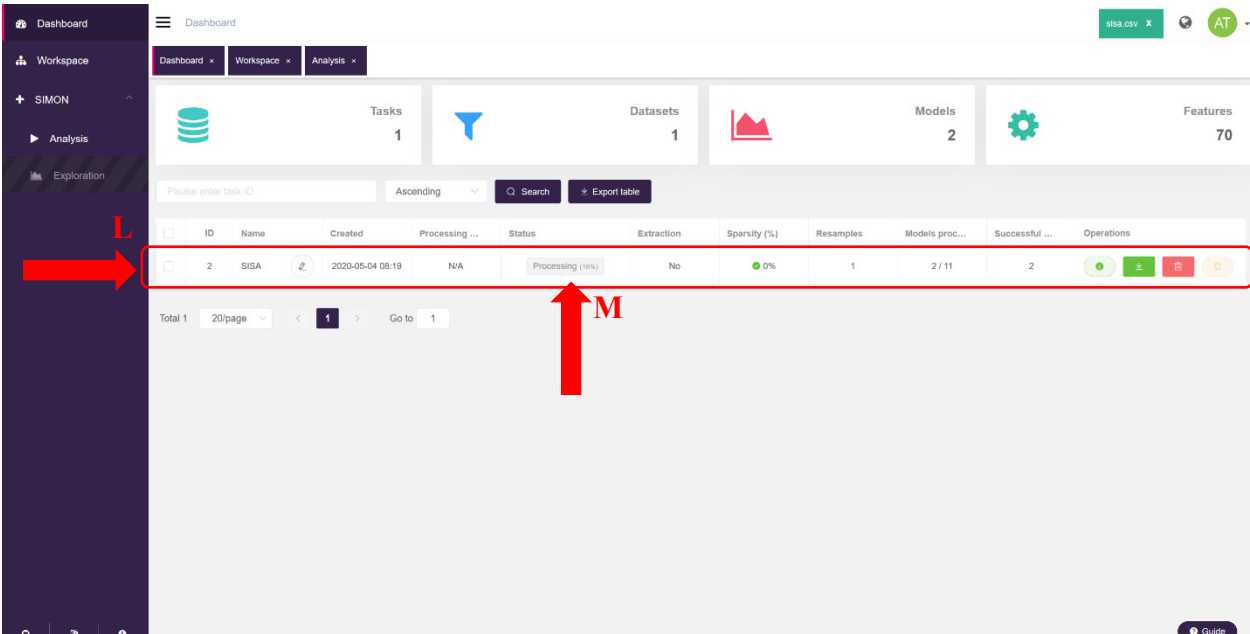 Dashboard
Workspace
SIMON
Analysis
Exploration
Dashboard
sisa.csv X
AT
Dashboard × Workspace × Analysis ×
Tasks
1
Datasets
1
Models
2
Features
70
Please enter task ID
Ascending
Search
Export table
L
ID Name Created Processing ... Status Extraction Sparsity (%) Resamples Models proc... Successful ... Operations
2 SISA 2020-05-04 08:19 N/A Processing (18%) No 0% 1 2 / 11 2
M
Total 1 20/page < 1 > Go to 1
Guide